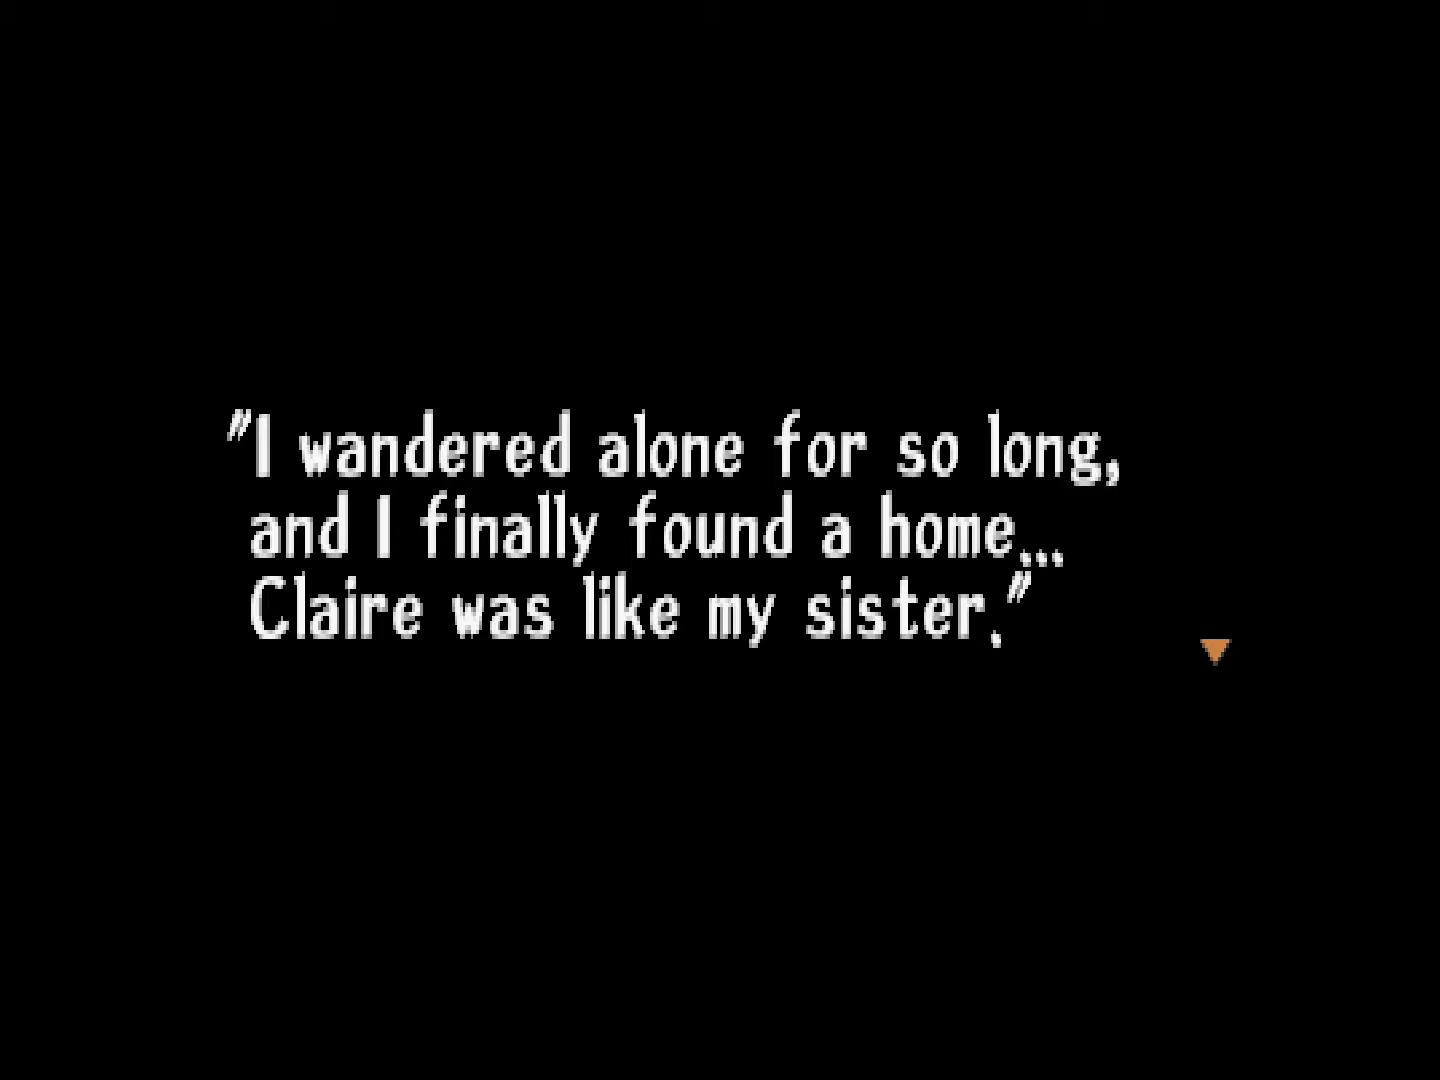 "I wandered alone for so long,
and I finally found a home...
Claire was like my sister."